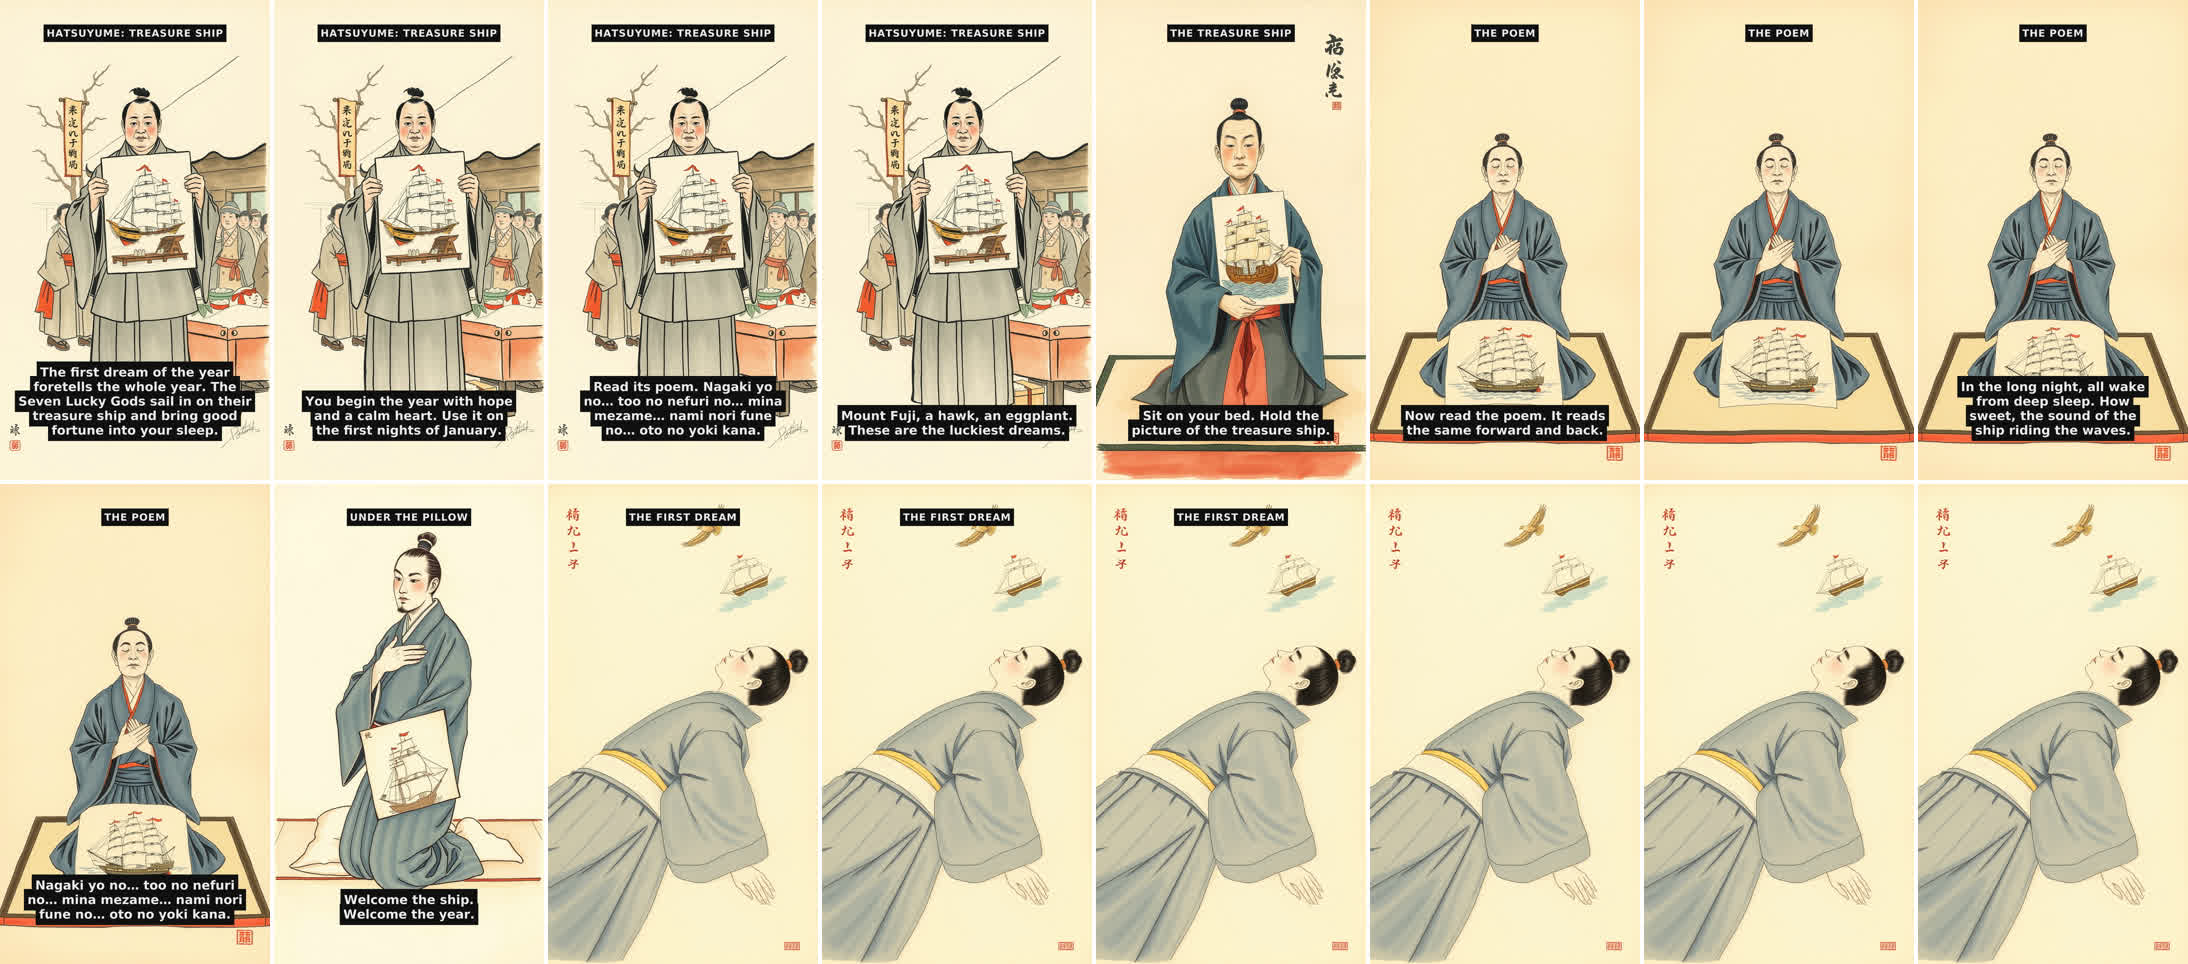 HATSUYUME: TREASURE SHIP
The first dream of the year
foretells the whole year. The
Seven Lucky Gods sail in on their
treasure ship and bring good
fortune into your sleep.
HATSUYUME: TREASURE SHIP
You begin the year with hope
and a calm heart. Use it on
the first nights of January.
HATSUYUME: TREASURE SHIP
Read its poem. Nagaki yo
no... too no nefuri no... mina
mezame... nami nori fune
no... oto no yoki kana.
HATSUYUME: TREASURE SHIP
Mount Fuji, a hawk, an eggplant.
These are the luckiest dreams.
THE TREASURE SHIP
Sit on your bed. Hold the
picture of the treasure ship.
THE POEM
Now read the poem. It reads
the same forward and back.
THE POEM
THE POEM
In the long night, all wake
from deep sleep. How
sweet, the sound of the
ship riding the waves.
THE POEM
Nagaki yo no... too no nefuri
no... mina mezame... nami nori
fune no... oto no yoki kana.
UNDER THE PILLOW
Welcome the ship.
Welcome the year.
THE FIRST DREAM
THE FIRST DREAM
THE FIRST DREAM